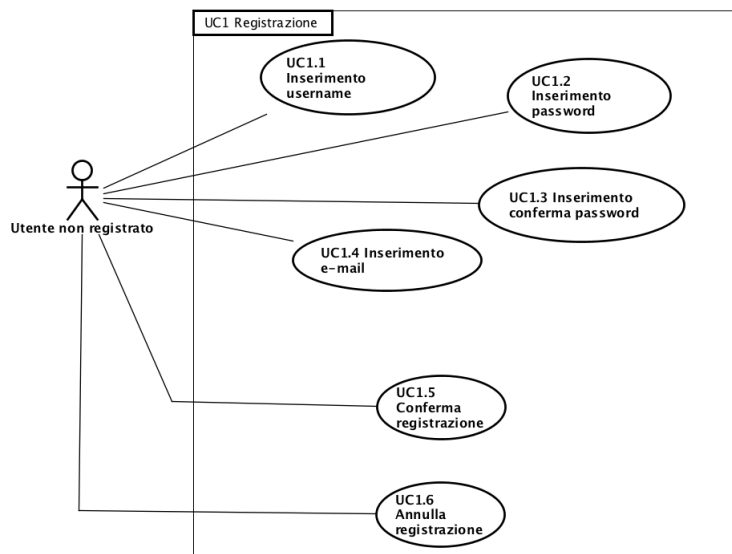 UC1 Registrazione
UC1.1
Inserimento
username
UC1.2
Inserimento
password
UC1.3 Inserimento
conferma password
Utente non registrato
UC1.4 Inserimento
e-mail
UC1.5
Conferma
registrazione
UC1.6
Annulla
registrazione